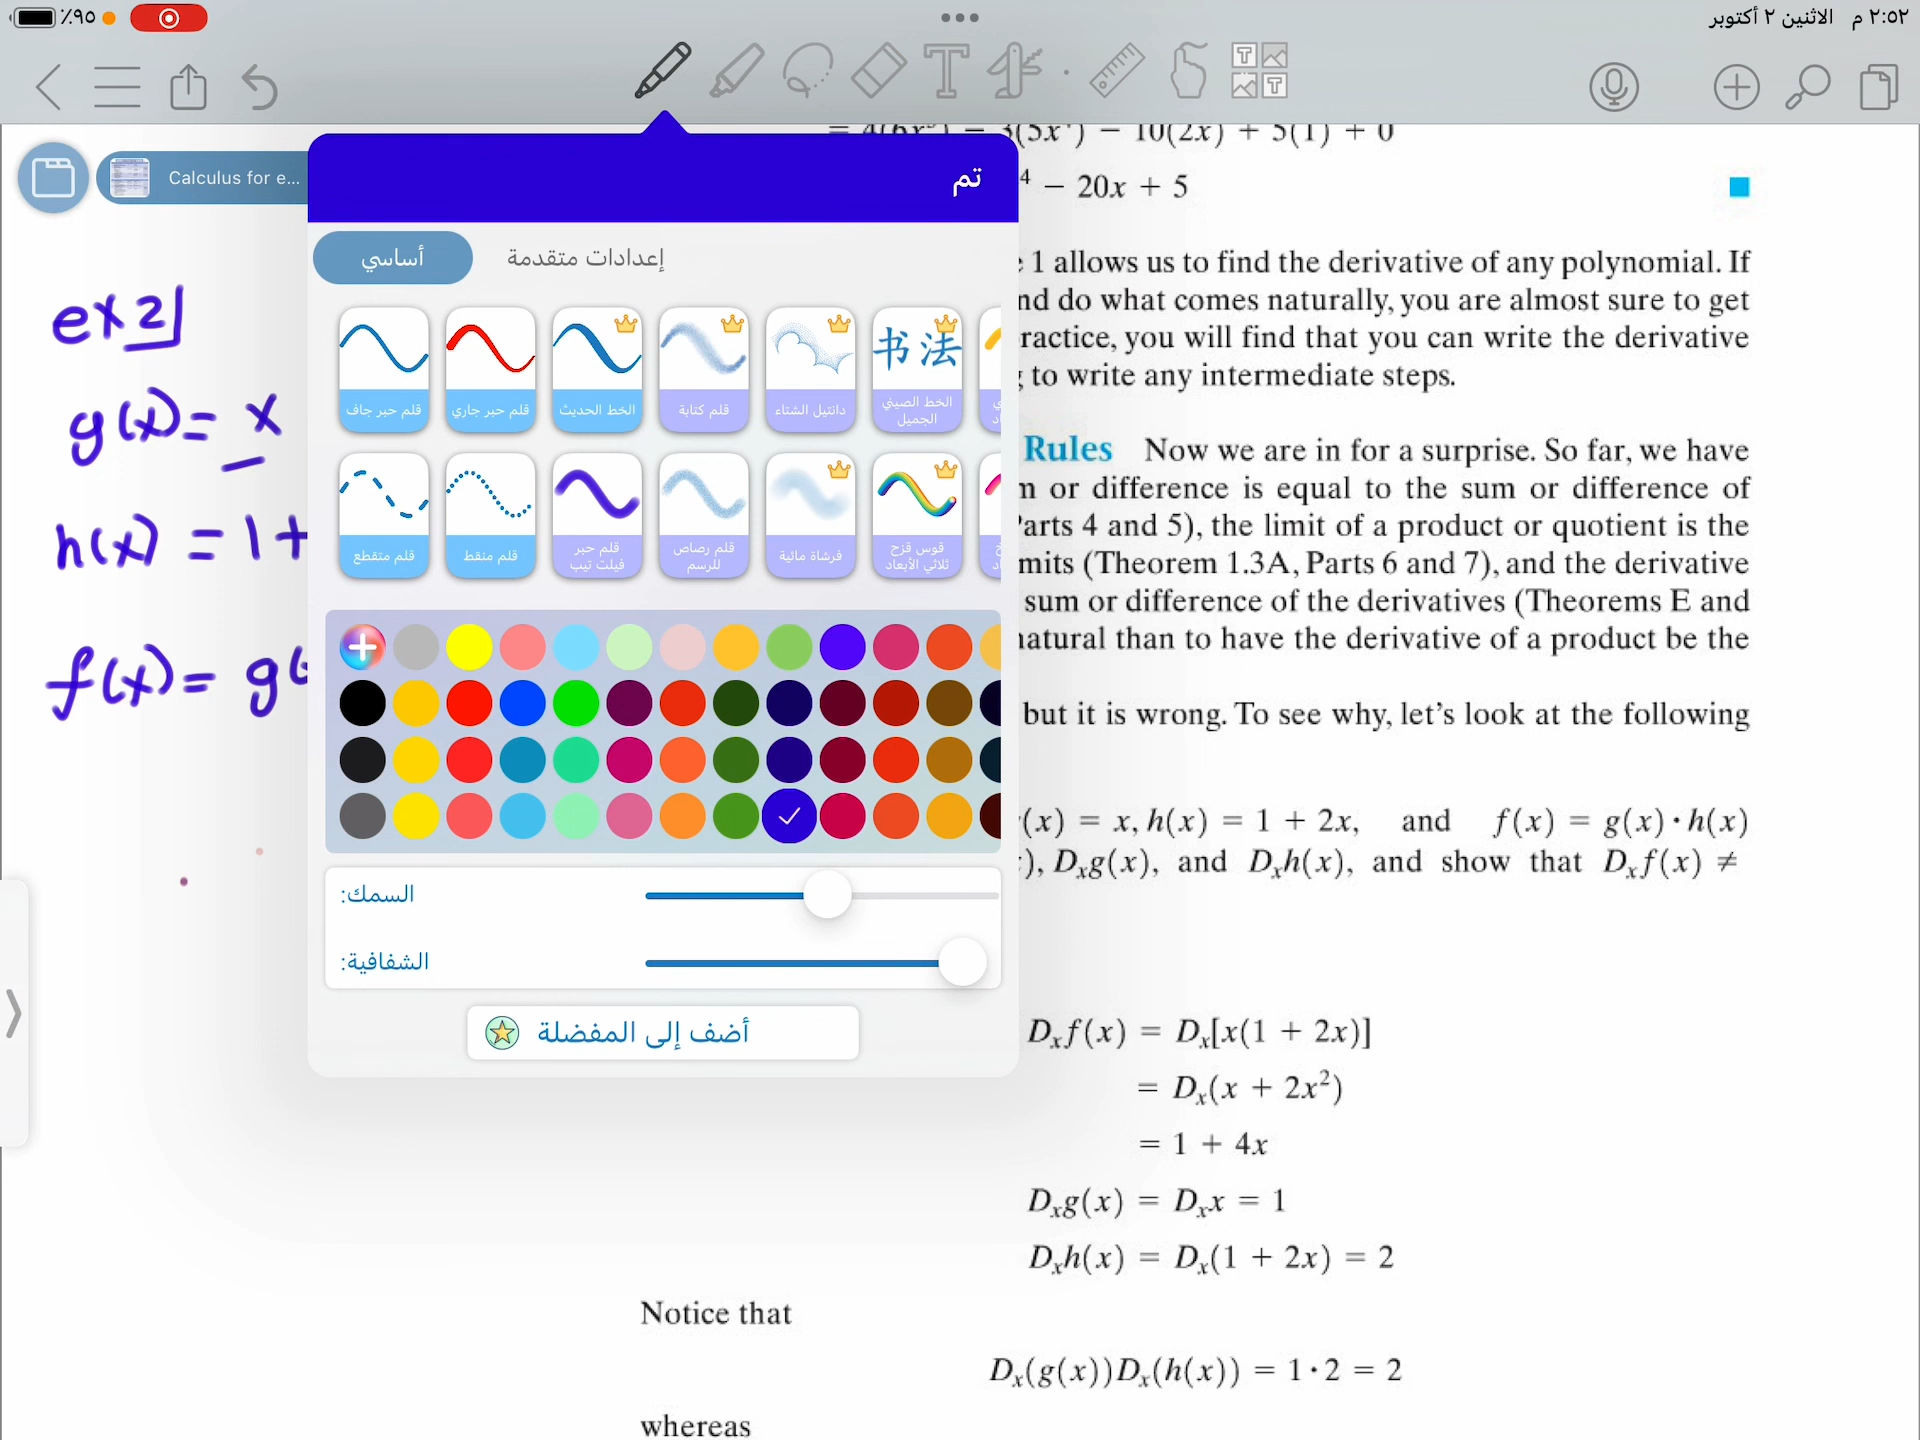 ٪٩٥
٢:٥٢ م الاثنين ٢ أكتوبر
Calculus for e...
تم
أساسي
إعدادات متقدمة
قلم حبر جاف
قلم حبر جاري
الخط الحديث
قلم كتابة
دانتيل الشتاء
الخط الصيني
الجميل
书法
قلم متقطع
قلم منقط
قلم حبر
فيلت تيب
قلم رصاص
للرسم
فرشاة مائية
قوس قزح
ثلاثي الأبعاد
السمك:
الشفافية:
أضف إلى المفضلة
ex 2
g(x) = x
h(x) = 1+
f(x) = g(
− 3(5x⁴) − 10(2x) + 5(1) + 0
⁴ − 20x + 5
1 allows us to find the derivative of any polynomial. If
nd do what comes naturally, you are almost sure to get
ractice, you will find that you can write the derivative
to write any intermediate steps.
Rules Now we are in for a surprise. So far, we have
m or difference is equal to the sum or difference of
Parts 4 and 5), the limit of a product or quotient is the
mits (Theorem 1.3A, Parts 6 and 7), and the derivative
sum or difference of the derivatives (Theorems E and
natural than to have the derivative of a product be the
but it is wrong. To see why, let's look at the following
(x) = x, h(x) = 1 + 2x, and f(x) = g(x)·h(x)
), Dₓg(x), and Dₓh(x), and show that Dₓf(x) ≠
Dₓf(x) = Dₓ[x(1 + 2x)]
= Dₓ(x + 2x²)
= 1 + 4x
Dₓg(x) = Dₓx = 1
Dₓh(x) = Dₓ(1 + 2x) = 2
Notice that
Dₓ(g(x))Dₓ(h(x)) = 1·2 = 2
whereas